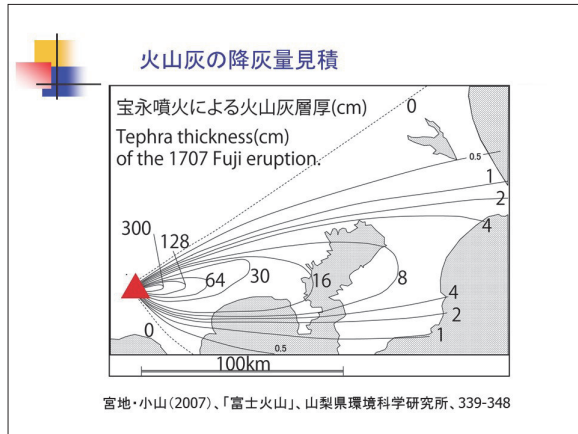 火山灰の降灰量見積
宝永噴火による火山灰層厚(cm)
Tephra thickness(cm)
of the 1707 Fuji eruption.
0
0.5
1
2
4
300
128
64
30
16
8
4
2
1
0
0.5
100km
宮地・小山(2007)、「富士火山」、山梨県環境科学研究所、339-348